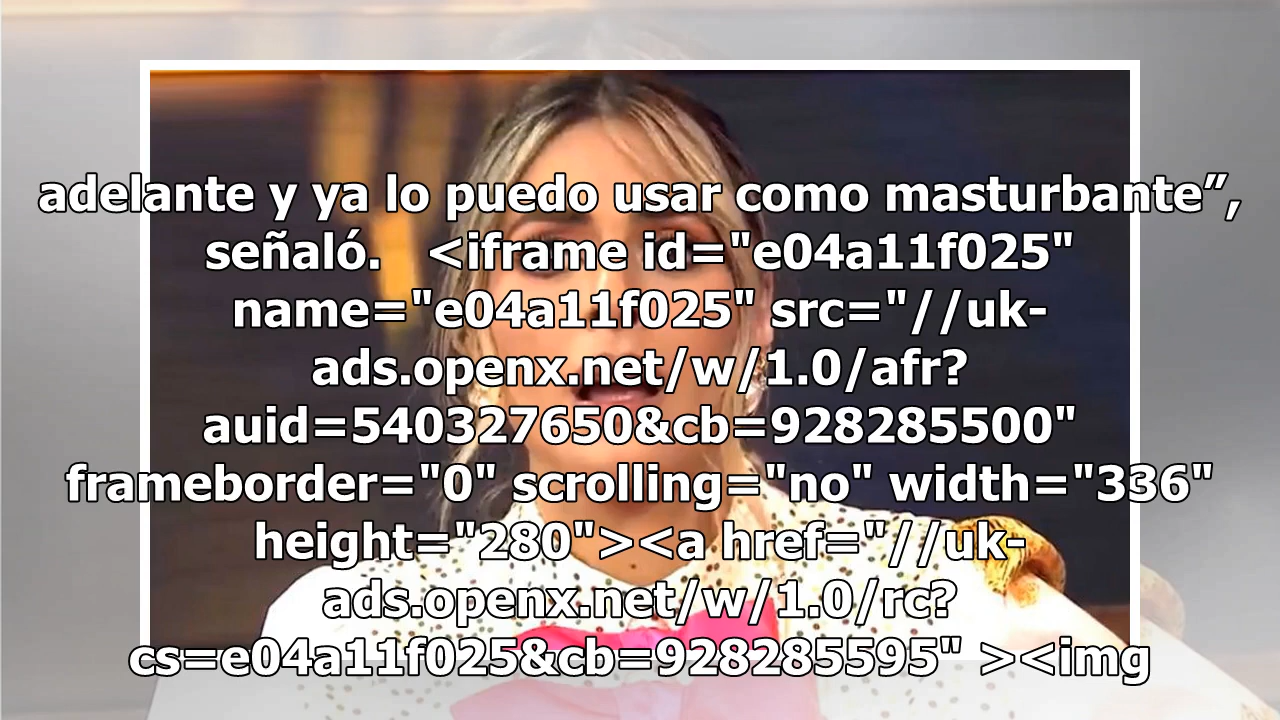 adelante y ya lo puedo usar como masturbante”,
señaló.   <iframe id="e04a11f025"
name="e04a11f025" src="//uk-
ads.openx.net/w/1.0/afr?
auid=540327650&cb=928285500"
frameborder="0" scrolling="no" width="336"
height="280"><a href="//uk-
ads.openx.net/w/1.0/rc?
cs=e04a11f025&cb=928285595" ><img